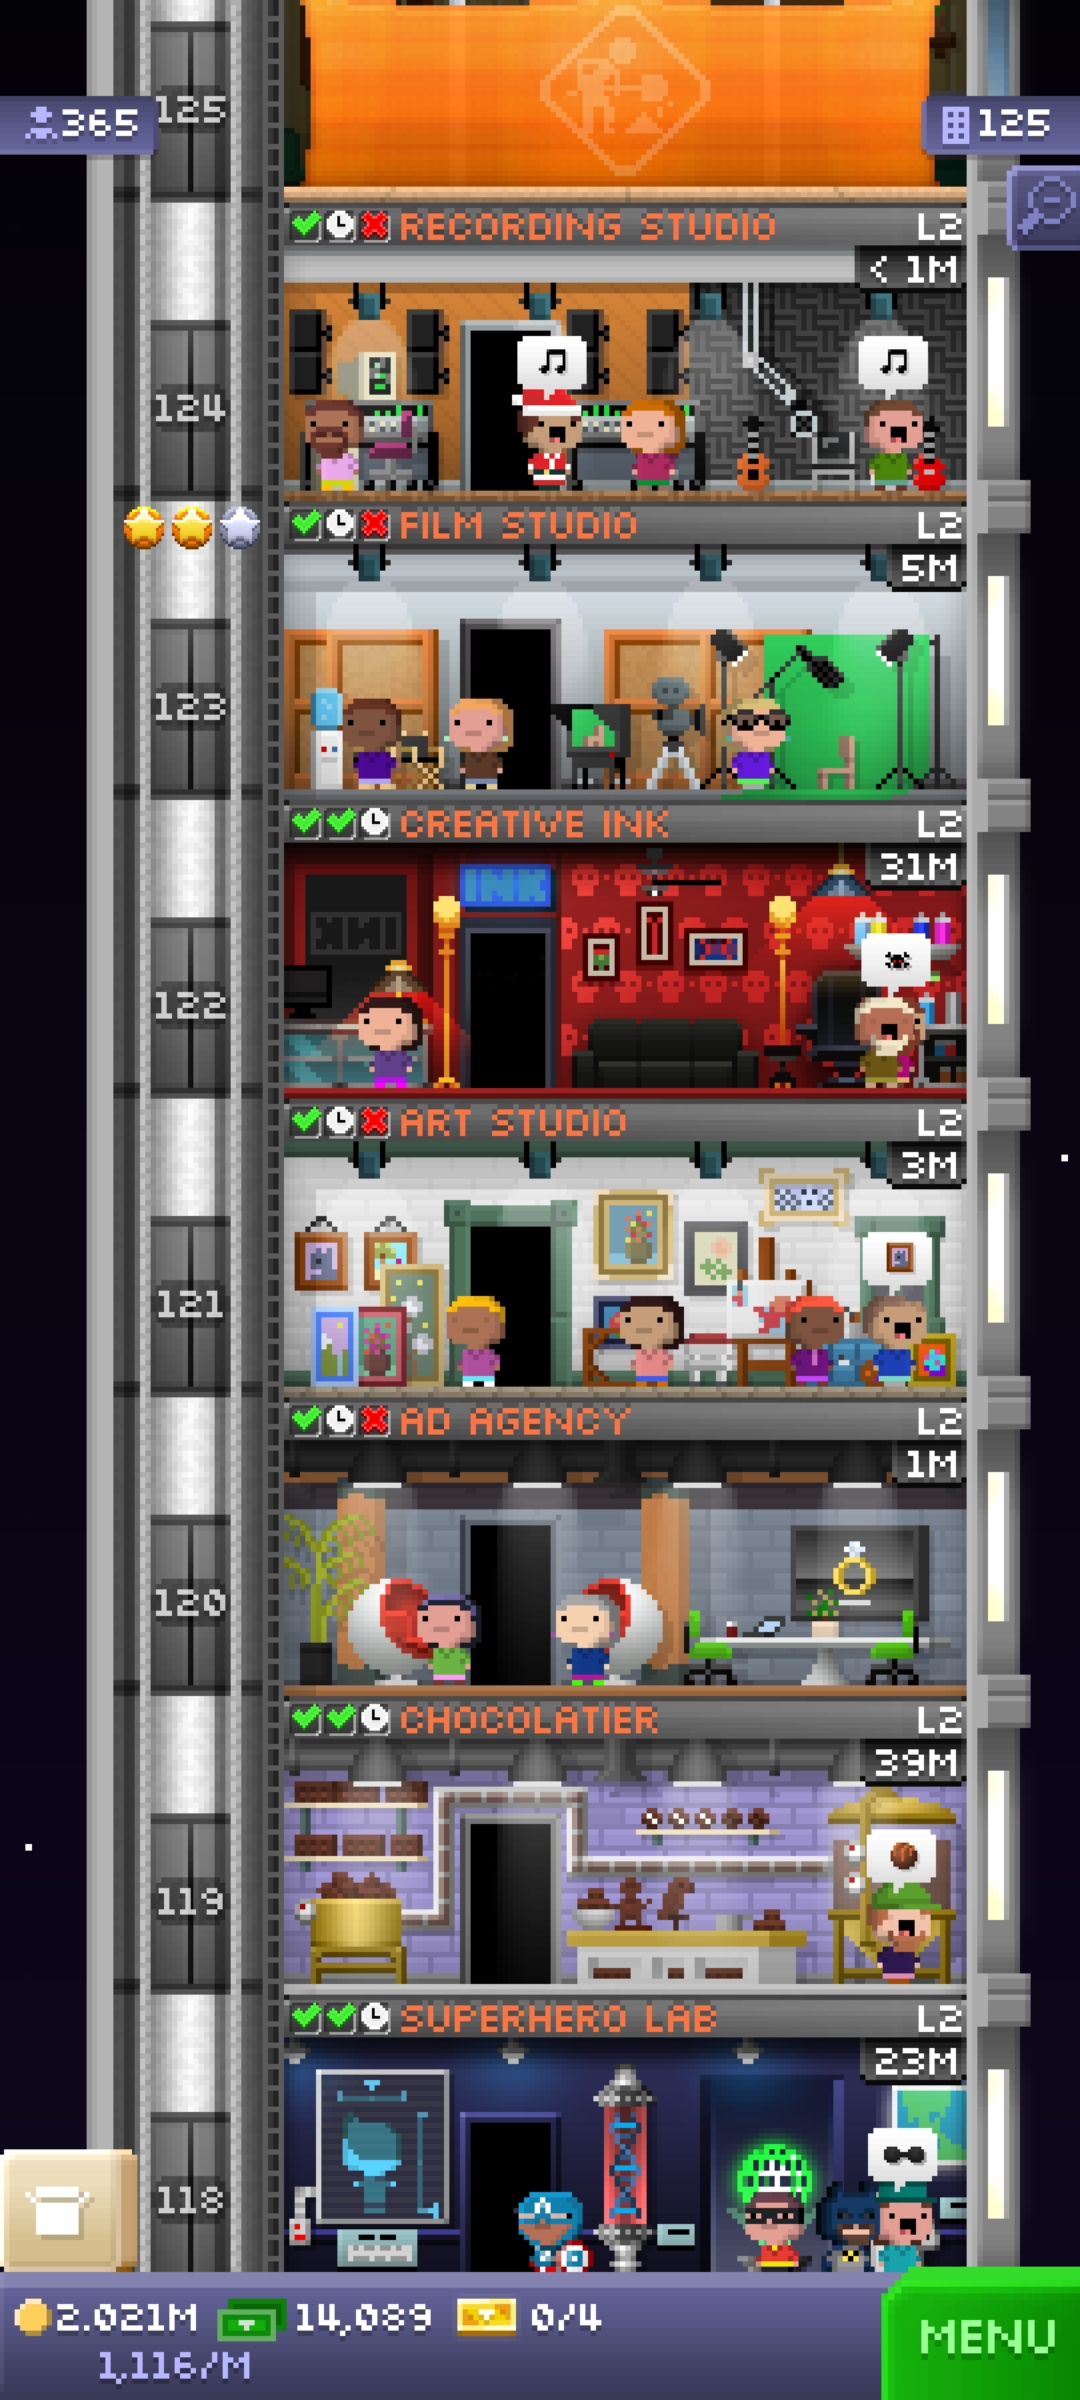 125
365
125
RECORDING STUDIO L2
< 1M
124
FILM STUDIO L2
5M
123
CREATIVE INK L2
31M
INK
122
ART STUDIO L2
3M
121
AD AGENCY L2
1M
120
CHOCOLATIER L2
39M
119
SUPERHERO LAB L2
23M
118
2.021M 14,089 0/4
1,116/M
MENU